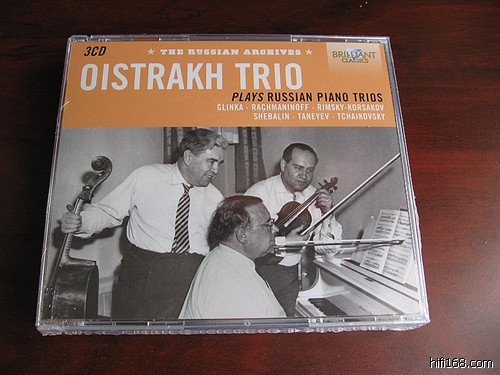 3CD
★ THE RUSSIAN ARCHIVES ★
BRILLIANT
CLASSICS
OISTRAKH TRIO
PLAYS RUSSIAN PIANO TRIOS
GLINKA · RACHMANINOFF · RIMSKY-KORSAKOV
SHEBALIN · TANEYEV · TCHAIKOVSKY
hifi168.com